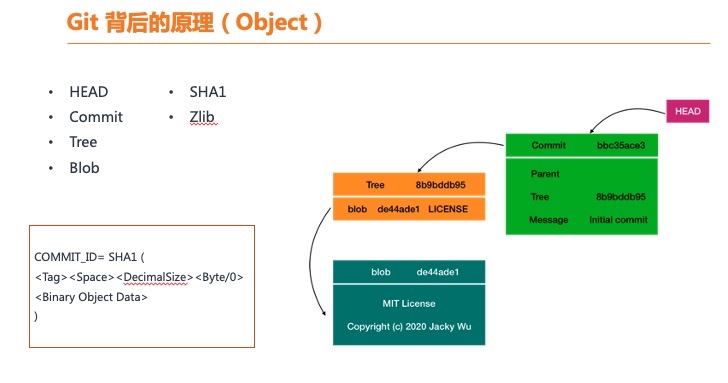 Git 背后的原理（Object）
• HEAD
• Commit
• Tree
• Blob
• SHA1
• Zlib
COMMIT_ID= SHA1 (
<Tag><Space><DecimalSize><Byte/0>
<Binary Object Data>
)
HEAD
Commit bbc35ace3
Parent
Tree 8b9bddb95
Message Initial commit
Tree 8b9bddb95
blob de44ade1 LICENSE
blob de44ade1
MIT License
Copyright (c) 2020 Jacky Wu